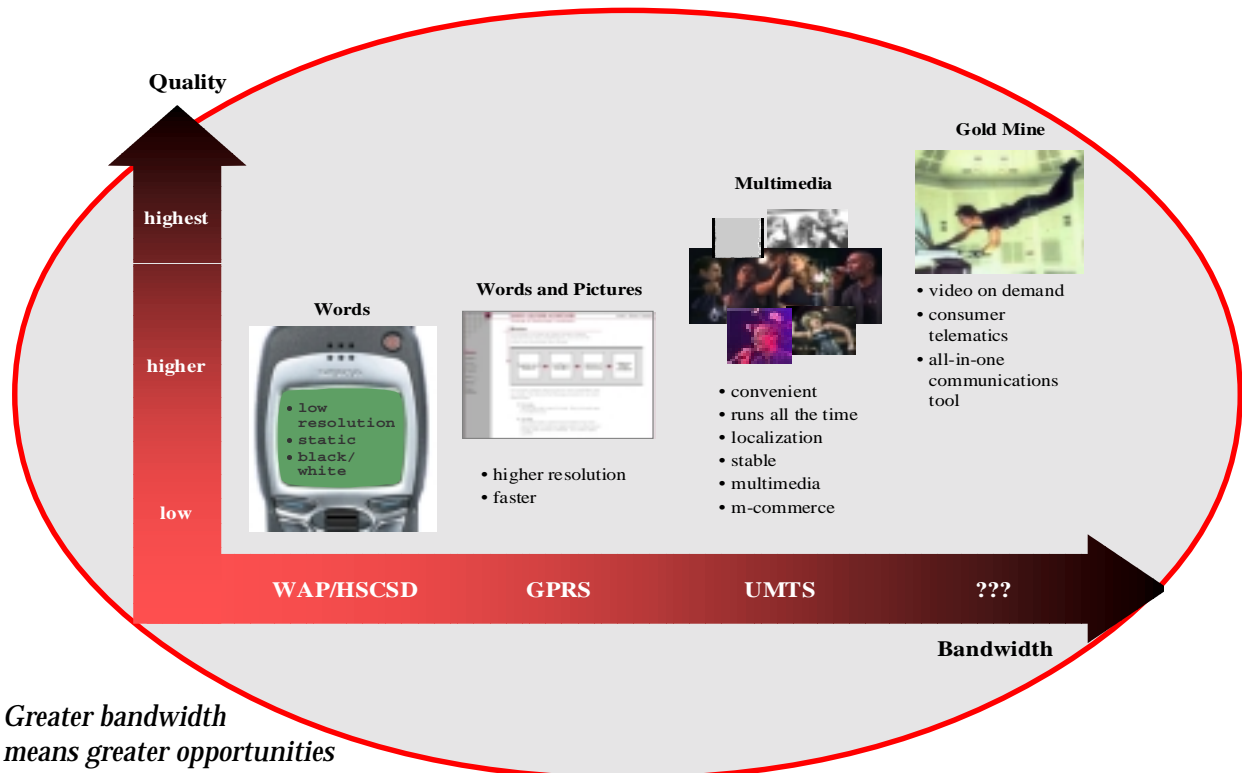 Quality
highest
higher
low
Words
• low
resolution
• static
• black/
white
Words and Pictures
• higher resolution
• faster
Multimedia
• convenient
• runs all the time
• localization
• stable
• multimedia
• m-commerce
Gold Mine
• video on demand
• consumer
telematics
• all-in-one
communications
tool
WAP/HSCSD
GPRS
UMTS
???
Bandwidth
Greater bandwidth
means greater opportunities